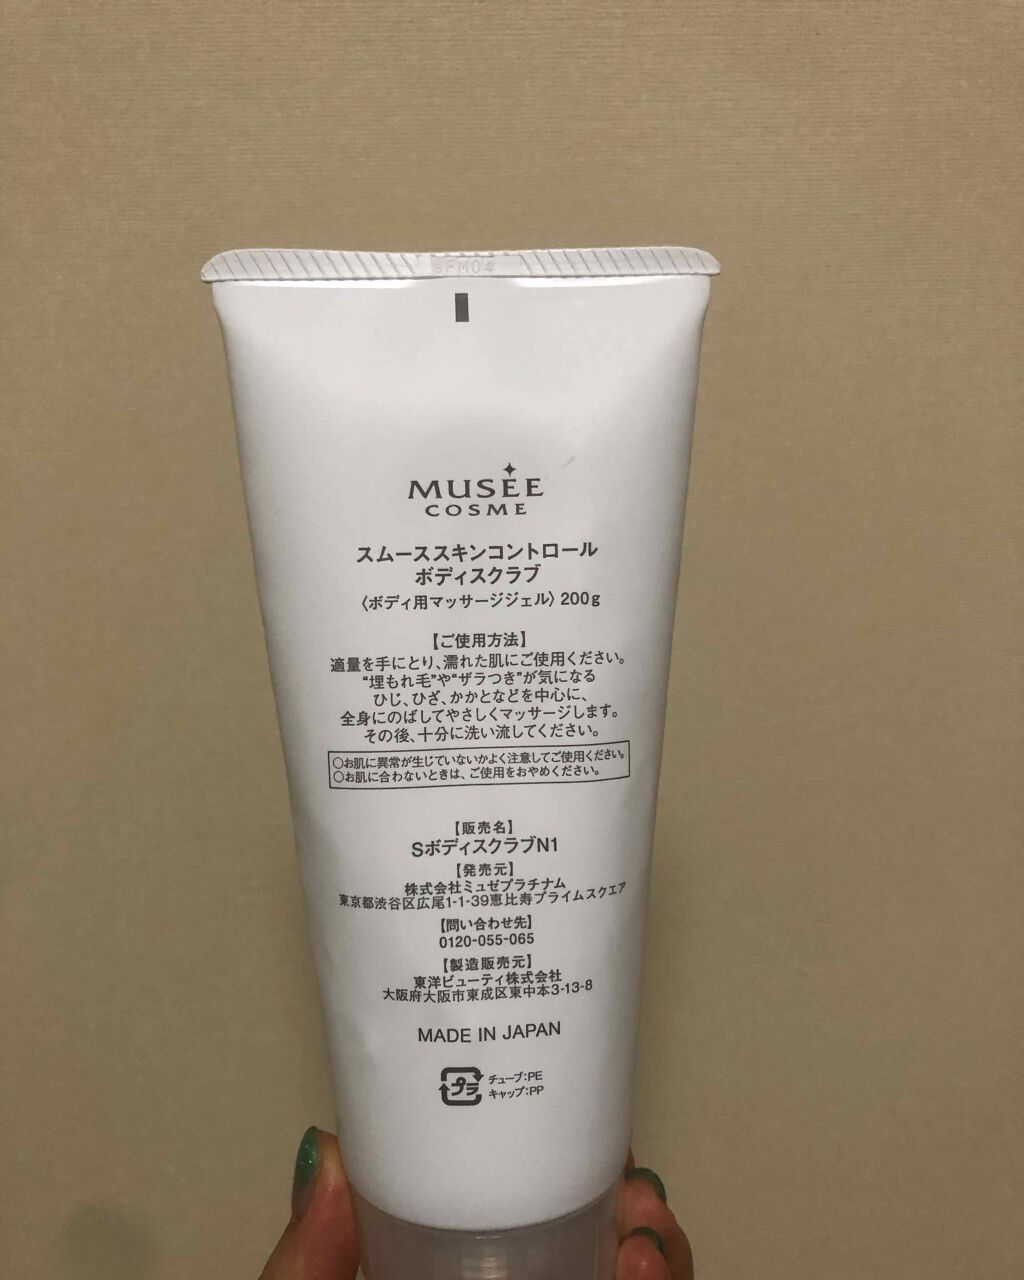 9FM04
MUSÉE
COSME
スムーススキンコントロール
ボディスクラブ
〈ボディ用マッサージジェル〉200g
【ご使用方法】
適量を手にとり、濡れた肌にご使用ください。
“埋もれ毛”や“ザラつき”が気になる
ひじ、ひざ、かかとなどを中心に、
全身にのばしてやさしくマッサージします。
その後、十分に洗い流してください。
○お肌に異常が生じていないかよく注意してご使用ください。
○お肌に合わないときは、ご使用をおやめください。
【販売名】
SボディスクラブN1
【発売元】
株式会社ミュゼプラチナム
東京都渋谷区広尾1-1-39恵比寿プライムスクエア
【問い合わせ先】
0120-055-065
【製造販売元】
東洋ビューティ株式会社
大阪府大阪市東成区東中本3-13-8
MADE IN JAPAN
プラ
チューブ:PE
キャップ:PP